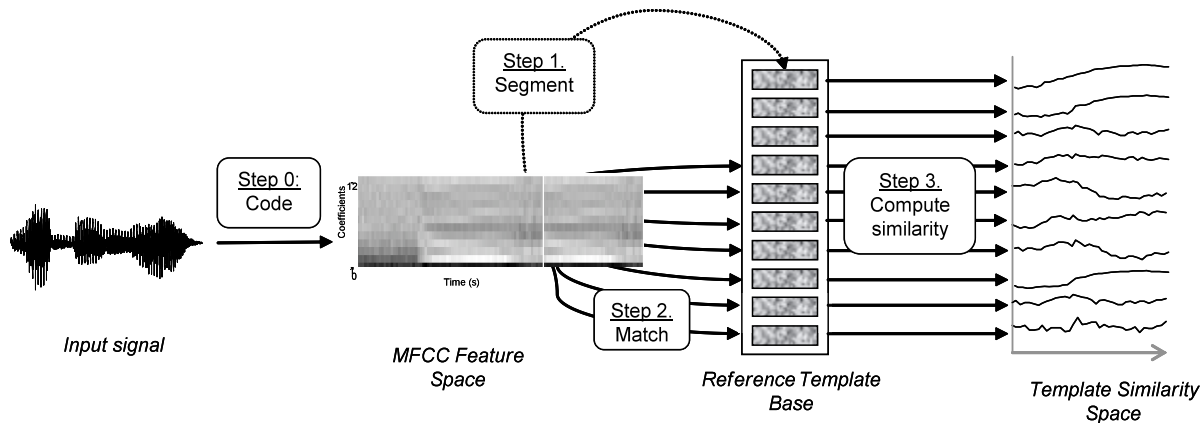 Step 1.
Segment
Step 0:
Code
12
Coefficients
0
Time (s)
Step 2.
Match
Step 3.
Compute
similarity
Input signal
MFCC Feature
Space
Reference Template
Base
Template Similarity
Space